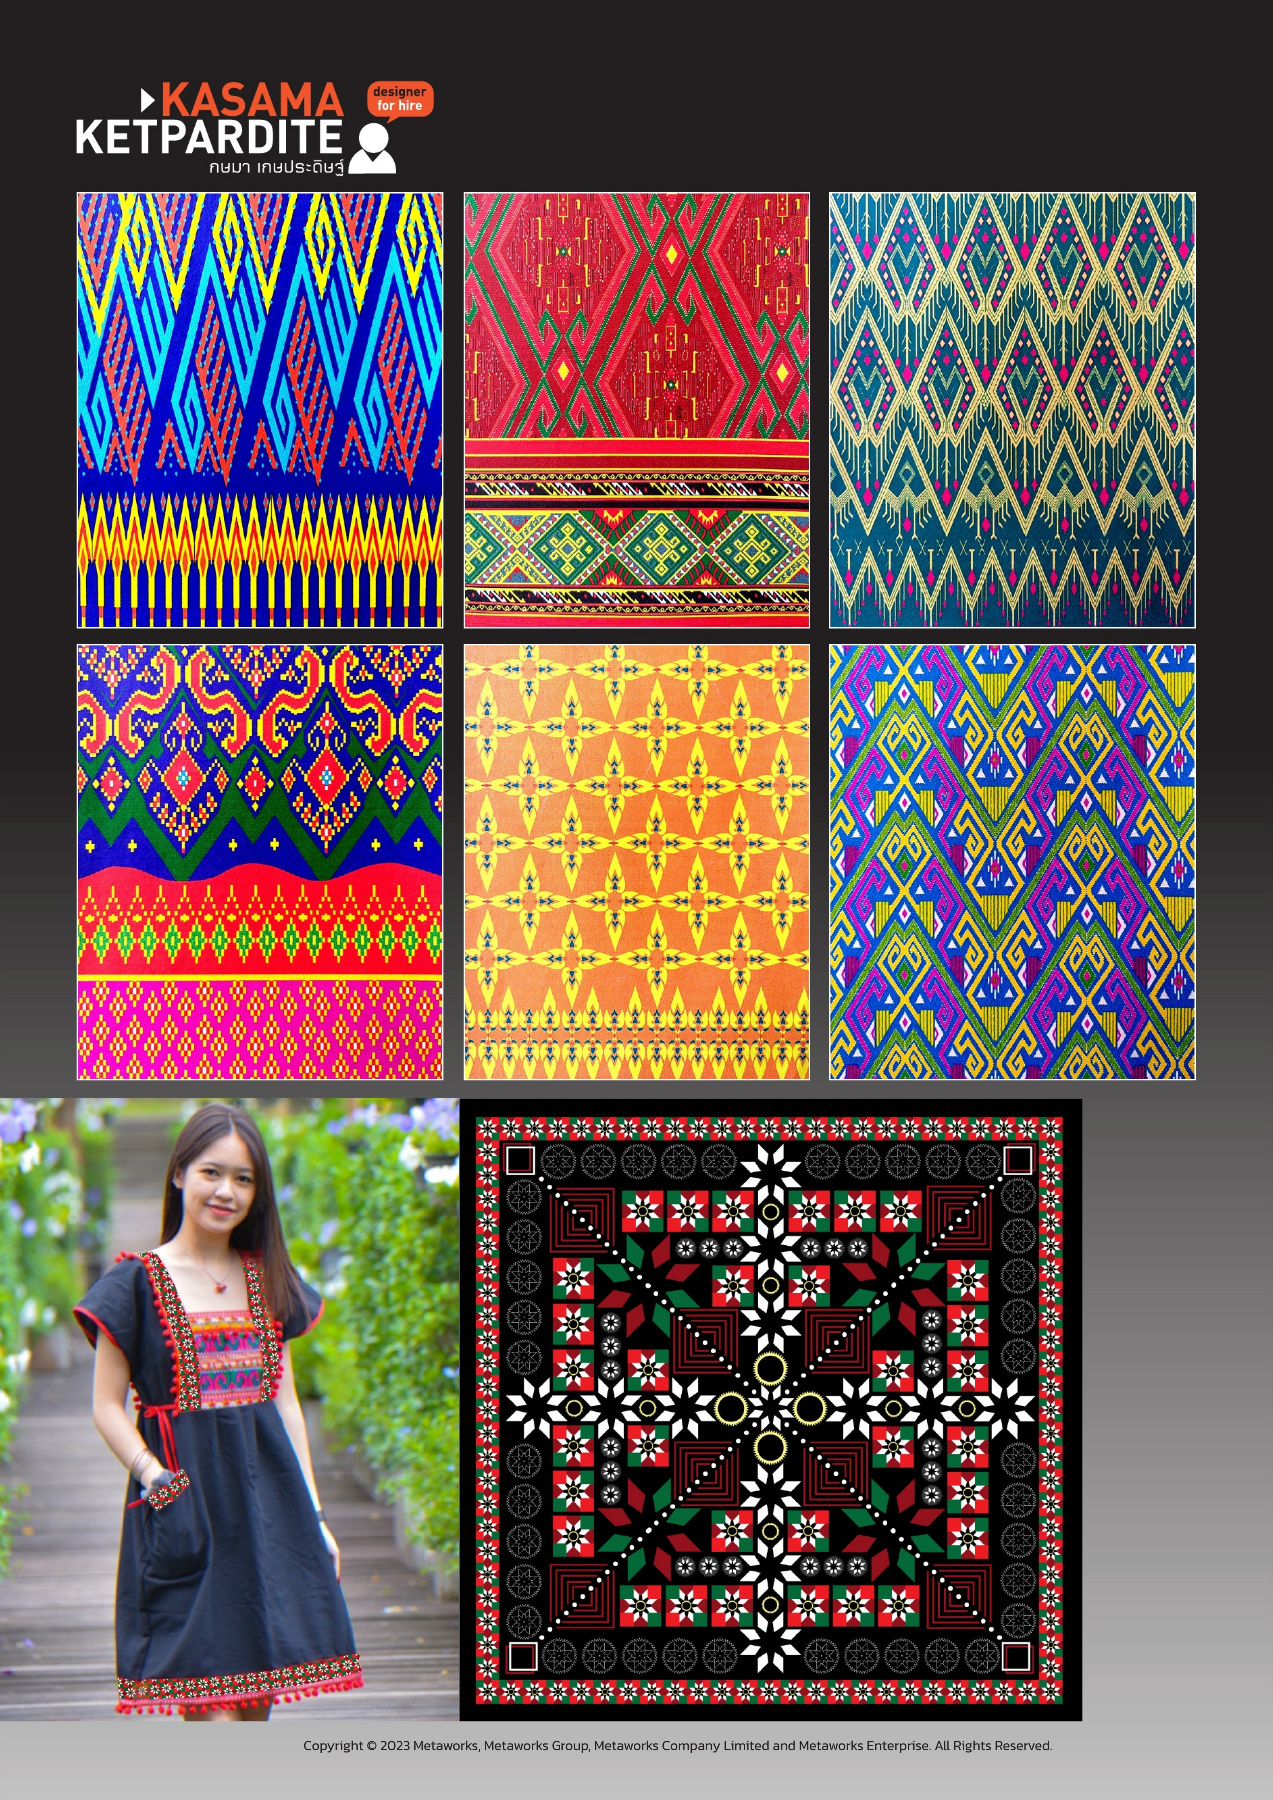 KASAMA
designer
for hire
KETPARDITE
กษมา เกษประดิษฐ์
Copyright © 2023 Metaworks, Metaworks Group, Metaworks Company Limited and Metaworks Enterprise. All Rights Reserved.